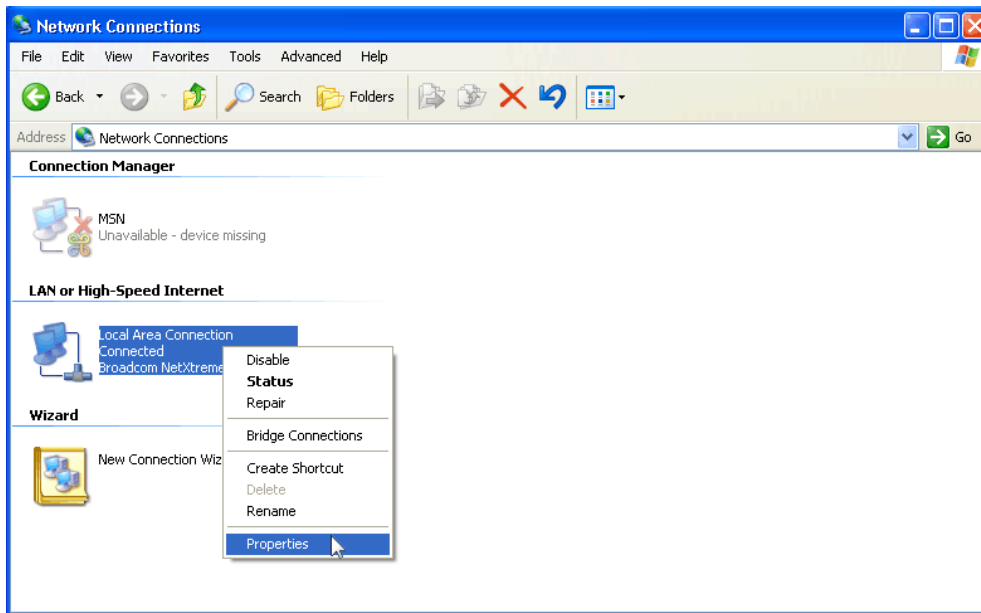 Network Connections
File Edit View Favorites Tools Advanced Help
Back Search Folders
Address Network Connections Go
Connection Manager
MSN
Unavailable - device missing
LAN or High-Speed Internet
Local Area Connection
Connected
Broadcom NetXtreme
Disable
Status
Repair
Bridge Connections
Create Shortcut
Delete
Rename
Properties
Wizard
New Connection Wiz